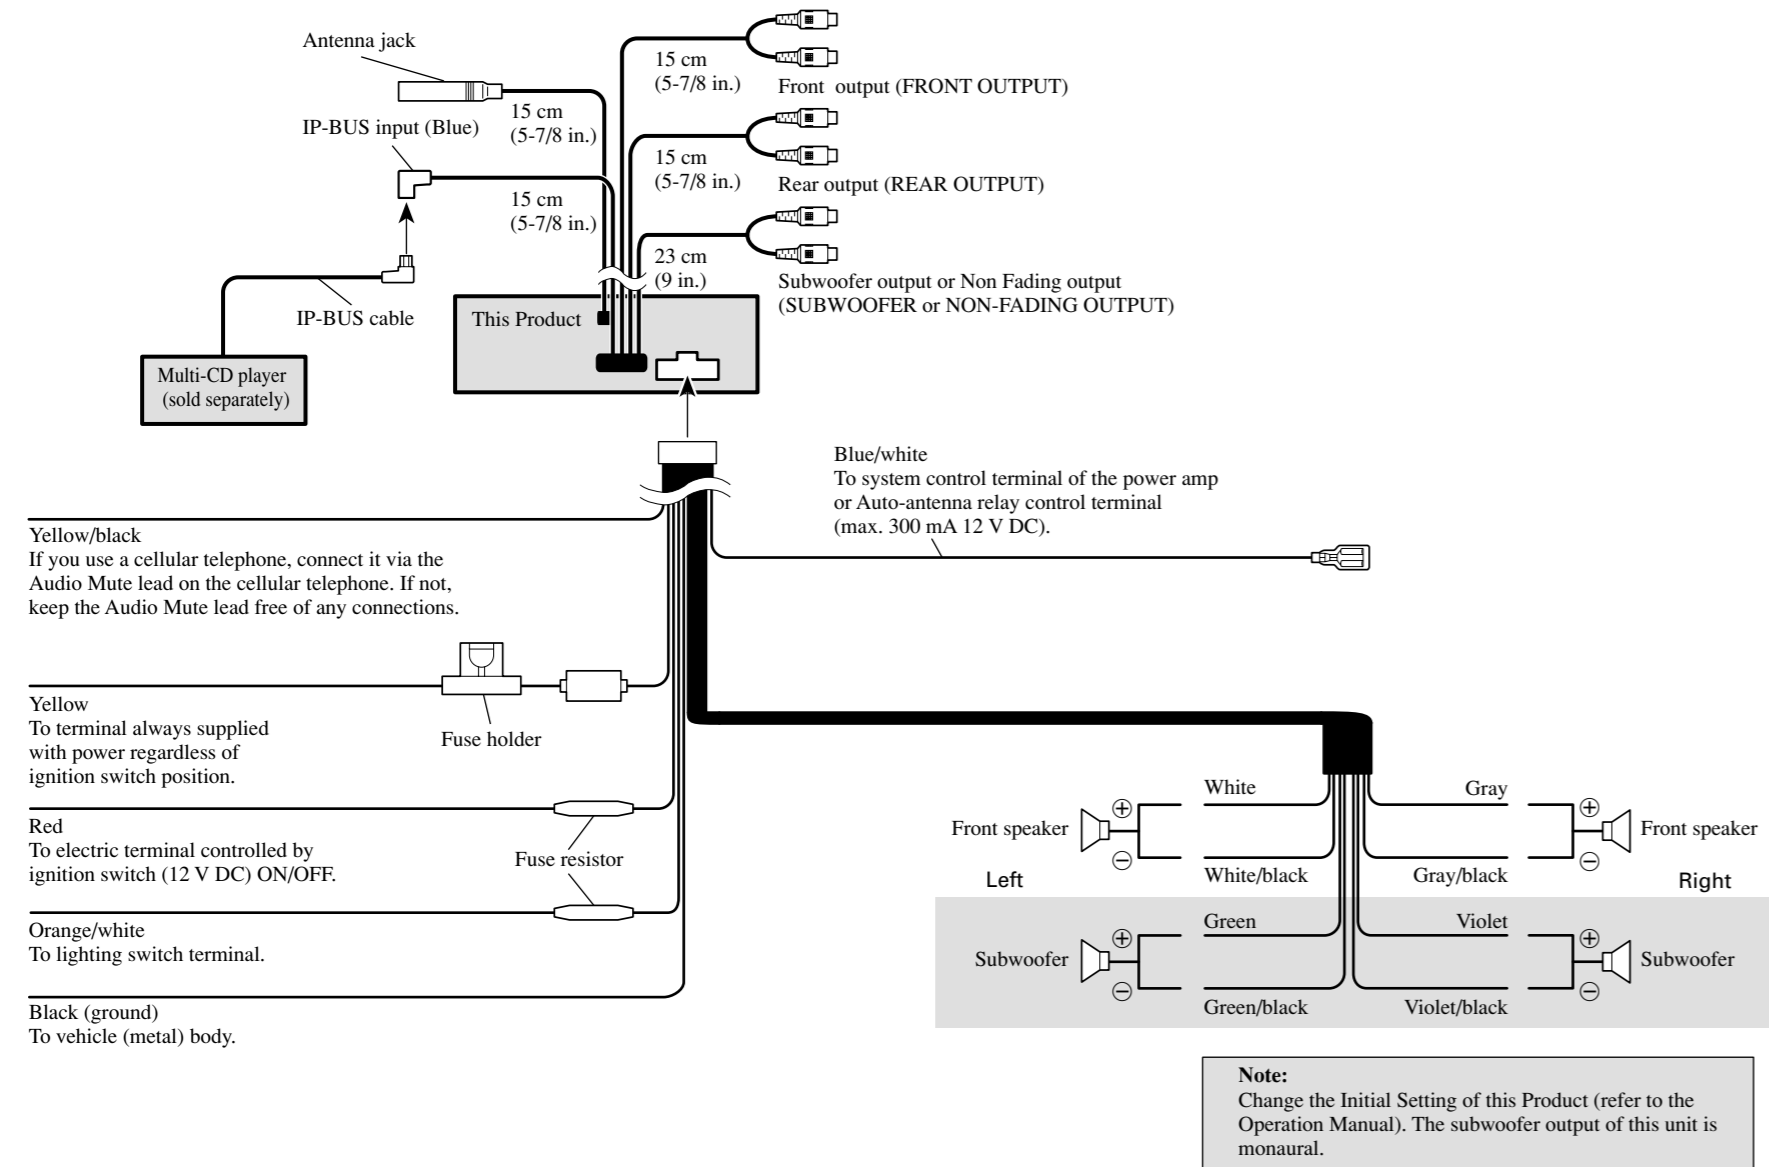 Antenna jack
15 cm
(5-7/8 in.)
Front  output (FRONT OUTPUT)
15 cm
(5-7/8 in.)
IP-BUS input (Blue)
15 cm
(5-7/8 in.)
Rear output (REAR OUTPUT)
15 cm
(5-7/8 in.)
23 cm
(9 in.)
Subwoofer output or Non Fading output
(SUBWOOFER or NON-FADING OUTPUT)
IP-BUS cable
This Product
Multi-CD player
(sold separately)
Blue/white
To system control terminal of the power amp
or Auto-antenna relay control terminal
(max. 300 mA 12 V DC).
Yellow/black
If you use a cellular telephone, connect it via the
Audio Mute lead on the cellular telephone. If not,
keep the Audio Mute lead free of any connections.
Yellow
To terminal always supplied
with power regardless of
ignition switch position.
Fuse holder
Red
To electric terminal controlled by
ignition switch (12 V DC) ON/OFF.
Fuse resistor
Orange/white
To lighting switch terminal.
Black (ground)
To vehicle (metal) body.
White
Gray
Front speaker
⊕
⊕
Front speaker
⊖
⊖
White/black
Gray/black
Left
Right
Green
Violet
Subwoofer
⊕
⊕
Subwoofer
⊖
⊖
Green/black
Violet/black
Note:
Change the Initial Setting of this Product (refer to the
Operation Manual). The subwoofer output of this unit is
monaural.